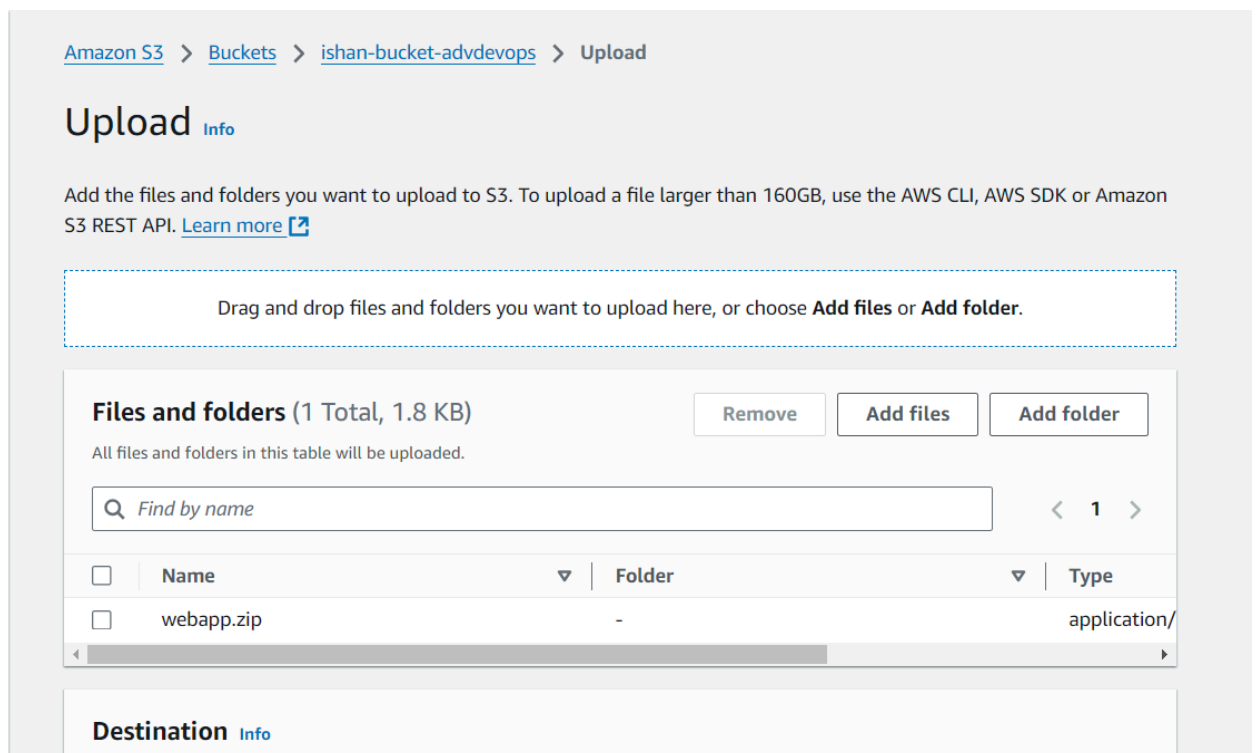 Amazon S3 > Buckets > ishan-bucket-advdevops > Upload
Upload Info
Add the files and folders you want to upload to S3. To upload a file larger than 160GB, use the AWS CLI, AWS SDK or Amazon
S3 REST API. Learn more
Drag and drop files and folders you want to upload here, or choose Add files or Add folder.
Files and folders (1 Total, 1.8 KB)
Remove
Add files
Add folder
All files and folders in this table will be uploaded.
Find by name
1
Name Folder Type
webapp.zip - application/
Destination Info